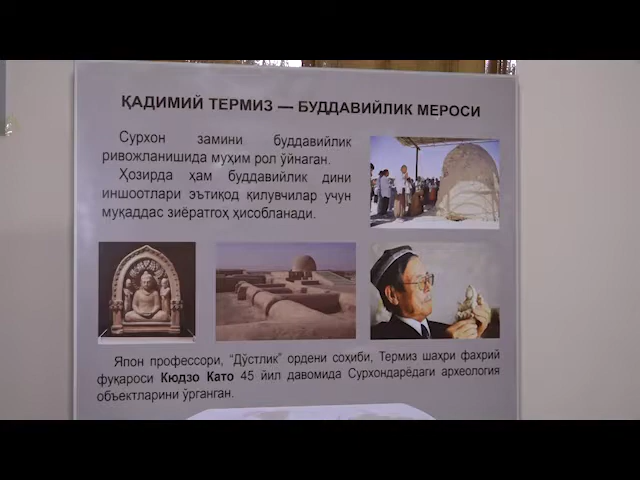 ҚАДИМИЙ ТЕРМИЗ — БУДДАВИЙЛИК МЕРОСИ
Сурхон замини буддавийлик
ривожланишида муҳим рол ўйнаган.
Ҳозирда ҳам буддавийлик дини
иншоотлари эътиқод қилувчилар учун
муқаддас зиёратгоҳ ҳисобланади.
Япон профессори, “Дўстлик” ордени соҳиби, Термиз шаҳри фахрий
фуқароси Кюдзо Като 45 йил давомида Сурхондарёдаги археология
объектларини ўрганган.